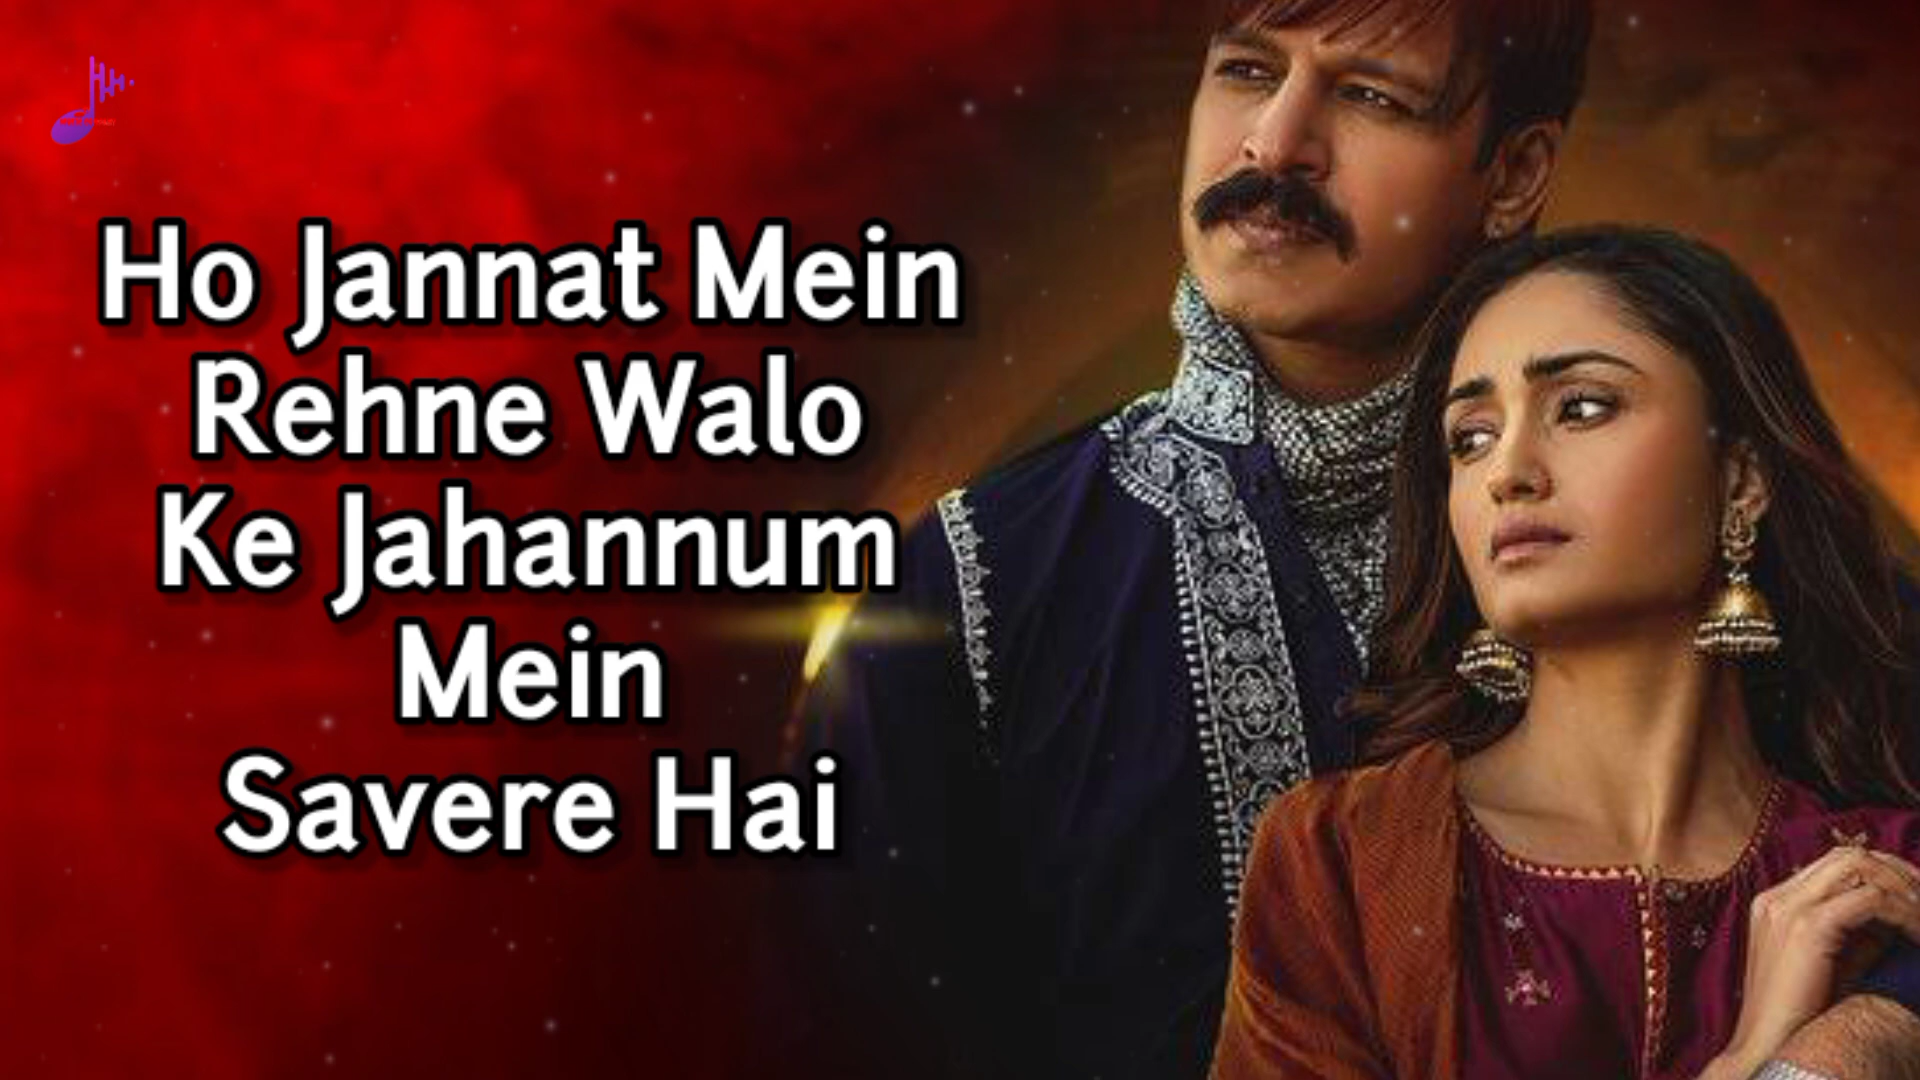 Ho Jannat Mein
Rehne Walo
Ke Jahannum
Mein
Savere Hai